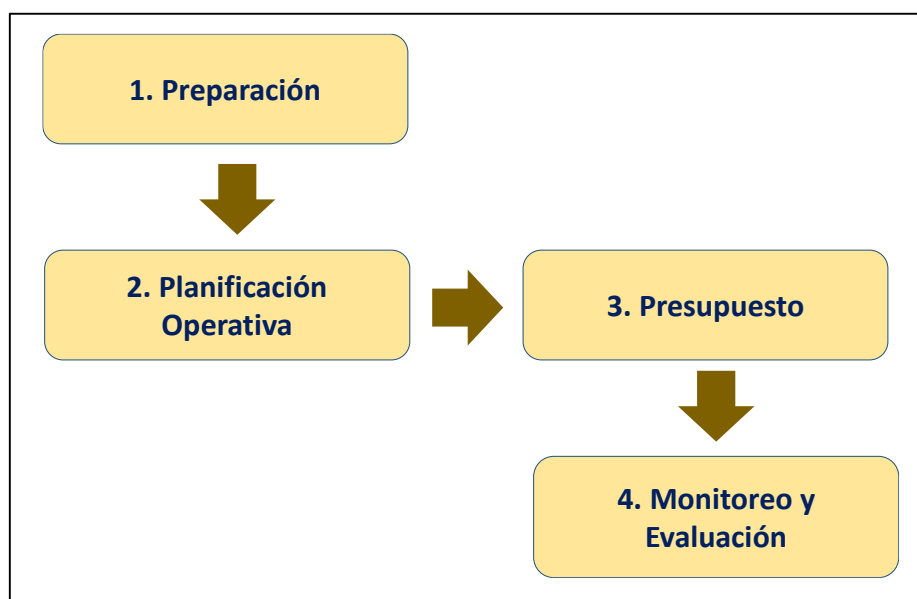 1. Preparación
2. Planificación
Operativa
3. Presupuesto
4. Monitoreo y
Evaluación